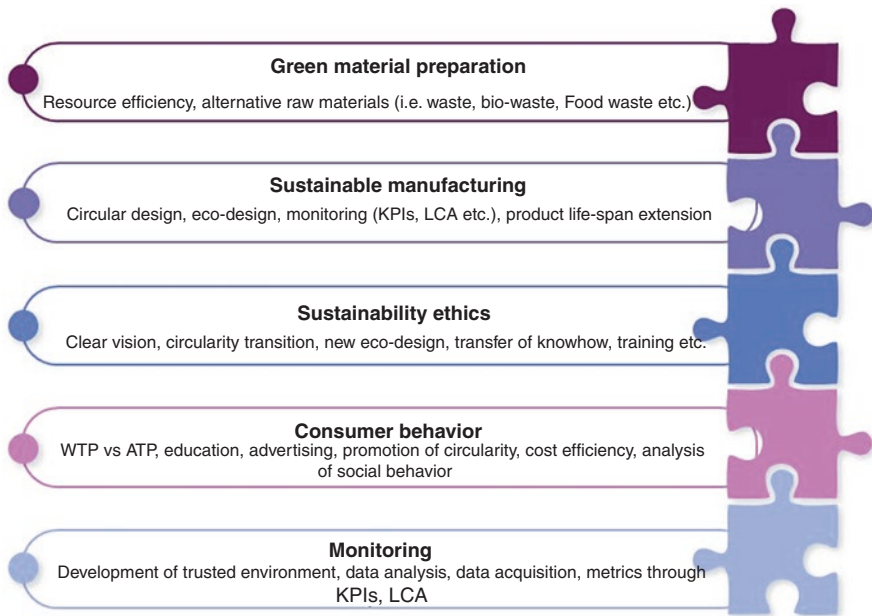 Green material preparation
Resource efficiency, alternative raw materials (i.e. waste, bio-waste, Food waste etc.)
Sustainable manufacturing
Circular design, eco-design, monitoring (KPIs, LCA etc.), product life-span extension
Sustainability ethics
Clear vision, circularity transition, new eco-design, transfer of knowhow, training etc.
Consumer behavior
WTP vs ATP, education, advertising, promotion of circularity, cost efficiency, analysis
of social behavior
Monitoring
Development of trusted environment, data analysis, data acquisition, metrics through
KPIs, LCA